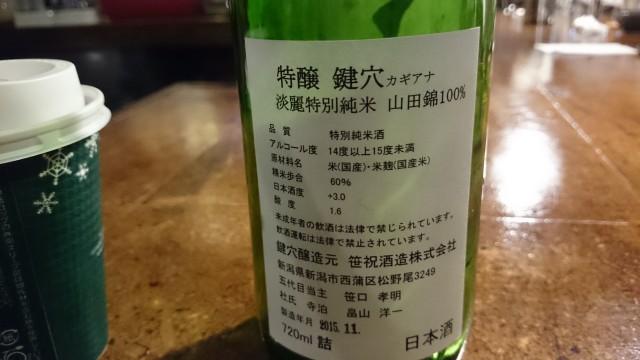 特醸 鍵穴 カギアナ
淡麗特別純米 山田錦100%
品質 特別純米酒
アルコール度 14度以上15度未満
原材料名 米(国産)・米麹(国産米)
精米歩合 60%
日本酒度 +3.0
酸度 1.6
未成年者の飲酒は法律で禁じられています。
飲酒運転は法律で禁止されています。
鍵穴醸造元 笹祝酒造株式会社
新潟県新潟市西蒲区松野尾3249
五代目当主 笹口 孝明
杜氏 寺泊 畠山 洋一
製造年月 2015.11.
720ml 詰 日本酒